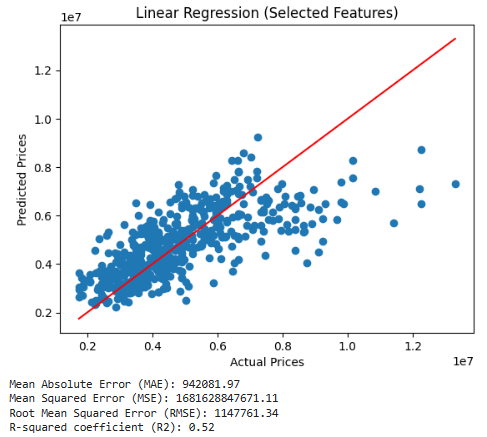 Linear Regression (Selected Features)
1e7
1.2
1.0
0.8
0.6
0.4
0.2
Predicted Prices
0.2 0.4 0.6 0.8 1.0 1.2
1e7
Actual Prices
Mean Absolute Error (MAE): 942081.97
Mean Squared Error (MSE): 1681628847671.11
Root Mean Squared Error (RMSE): 1147761.34
R-squared coefficient (R2): 0.52